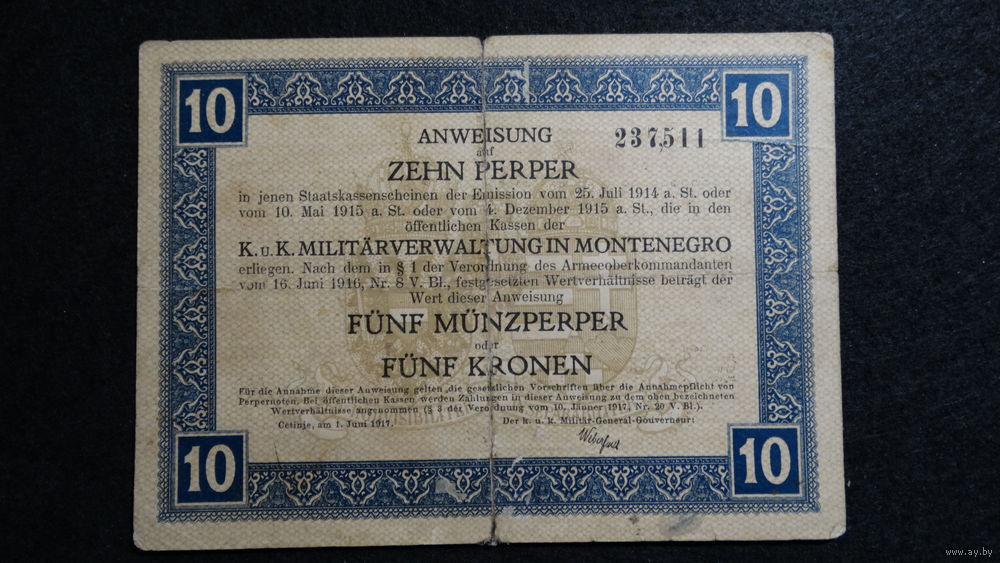 10
10
ANWEISUNG
237,511
auf
ZEHN PERPER
in jenen Staatskassenscheinen der Emission vom 25. Juli 1914 a. St. oder
vom 10. Mai 1915 a. St. oder vom 4. Dezember 1915 a. St., die in den
öffentlichen Kassen der
K. u. K. MILITÄRVERWALTUNG IN MONTENEGRO
erliegen. Nach dem in § 1 der Verordnung des Armeeoberkommandanten
vom 16. Juni 1916, Nr. 8 V. Bl., festgesetzten Wertverhältnisse beträgt der
Wert dieser Anweisung
FÜNF MÜNZPERPER
oder
FÜNF KRONEN
Für die Annahme dieser Anweisung gelten die gesetzlichen Vorschriften über die Annahmepflicht von
Perpernoten. Bei öffentlichen Kassen werden Zahlungen in dieser Anweisung zu dem oben bezeichneten
Wertverhältnisse angenommen (§ 3 der Verordnung vom 10. Jänner 1917, Nr. 20 V. Bl.).
Cetinje, am 1. Juni 1917.
Der k. u. k. Militär-General-Gouverneur:
10
10
www.ay.by